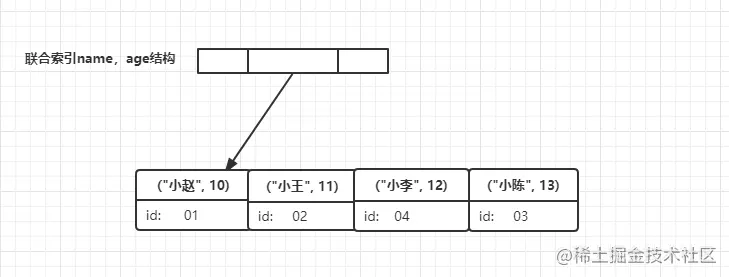 联合索引name，age结构
("小赵", 10) ("小王", 11) ("小李", 12) ("小陈", 13)
id: 01 id: 02 id: 04 id: 03
@稀土掘金技术社区